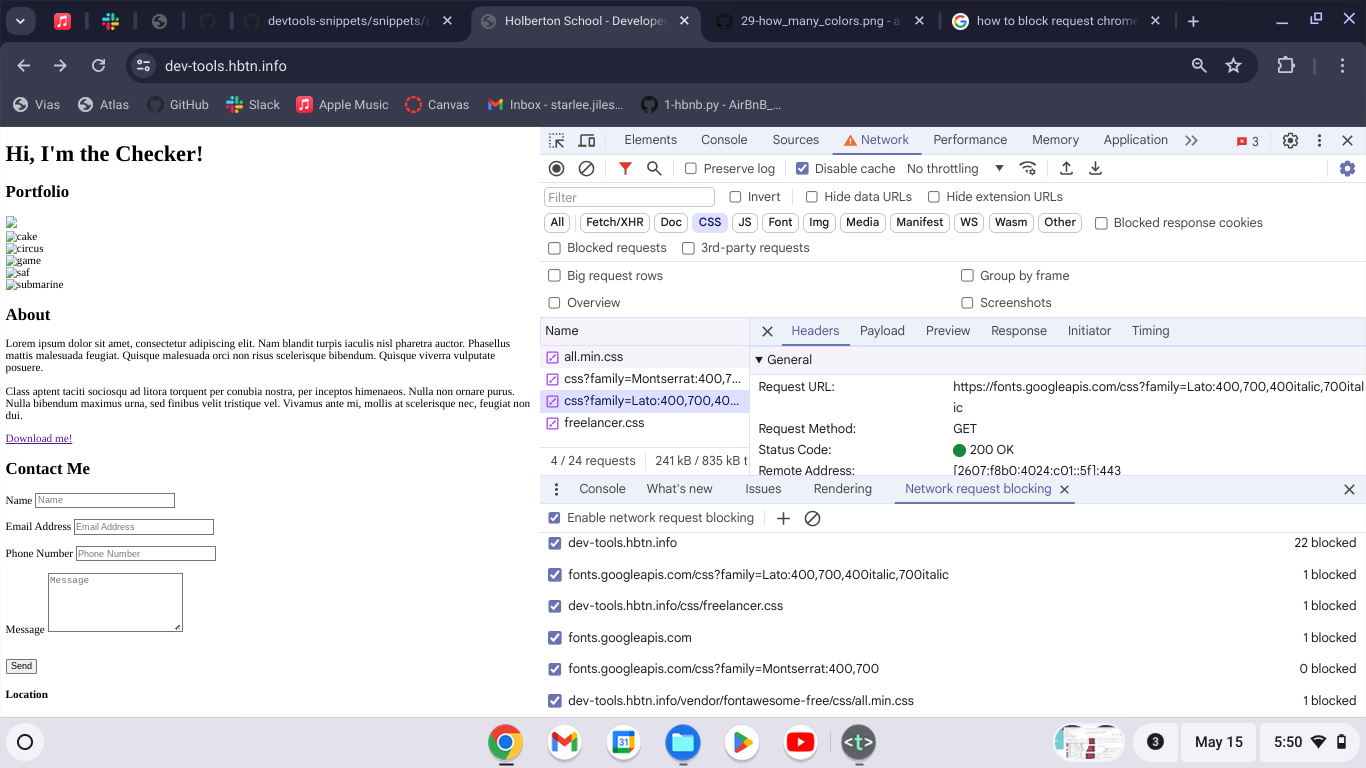 devtools-snippets/snippets/
Holberton School - Develope
29-how_many_colors.png - a
how to block request chrome
dev-tools.hbtn.info
Vias
Atlas
GitHub
Slack
Apple Music
Canvas
Inbox - starlee.jiles...
1-hbnb.py - AirBnB_...
Hi, I'm the Checker!
Portfolio
cake
circus
game
saf
submarine
About
Lorem ipsum dolor sit amet, consectetur adipiscing elit. Nam blandit turpis iaculis nisl pharetra auctor. Phasellus
mattis malesuada feugiat. Quisque malesuada orci non risus scelerisque bibendum. Quisque viverra vulputate
posuere.
Class aptent taciti sociosqu ad litora torquent per conubia nostra, per inceptos himenaeos. Nulla non ornare purus.
Nulla bibendum maximus urna, sed finibus velit tristique vel. Vivamus ante mi, mollis at scelerisque nec, feugiat non
dui.
Download me!
Contact Me
Name Name
Email Address Email Address
Phone Number Phone Number
Message
Message
Send
Location
Elements Console Sources Network Performance Memory Application 3
Preserve log Disable cache No throttling
Filter Invert Hide data URLs Hide extension URLs
All Fetch/XHR Doc CSS JS Font Img Media Manifest WS Wasm Other Blocked response cookies
Blocked requests 3rd-party requests
Big request rows Group by frame
Overview Screenshots
Name
all.min.css
css?family=Montserrat:400,7...
css?family=Lato:400,700,40...
freelancer.css
4 / 24 requests 241 kB / 835 kB t
Headers Payload Preview Response Initiator Timing
General
Request URL: https://fonts.googleapis.com/css?family=Lato:400,700,400italic,700ital
ic
Request Method: GET
Status Code: 200 OK
Remote Address: [2607:f8b0:4024:c01::5f]:443
Console What's new Issues Rendering Network request blocking
Enable network request blocking
dev-tools.hbtn.info 22 blocked
fonts.googleapis.com/css?family=Lato:400,700,400italic,700italic 1 blocked
dev-tools.hbtn.info/css/freelancer.css 1 blocked
fonts.googleapis.com 1 blocked
fonts.googleapis.com/css?family=Montserrat:400,700 0 blocked
dev-tools.hbtn.info/vendor/fontawesome-free/css/all.min.css 1 blocked
31
<t>
3
May 15
5:50